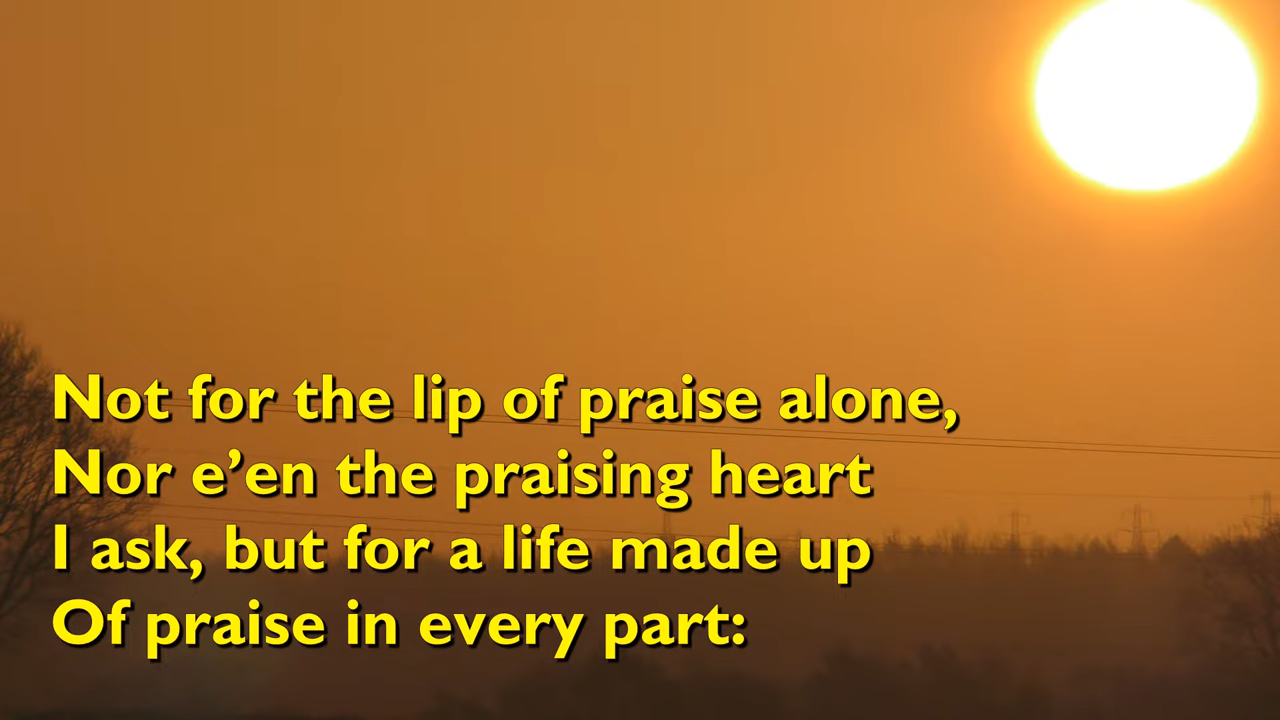 Not for the lip of praise alone,
Nor e’en the praising heart
I ask, but for a life made up
Of praise in every part: